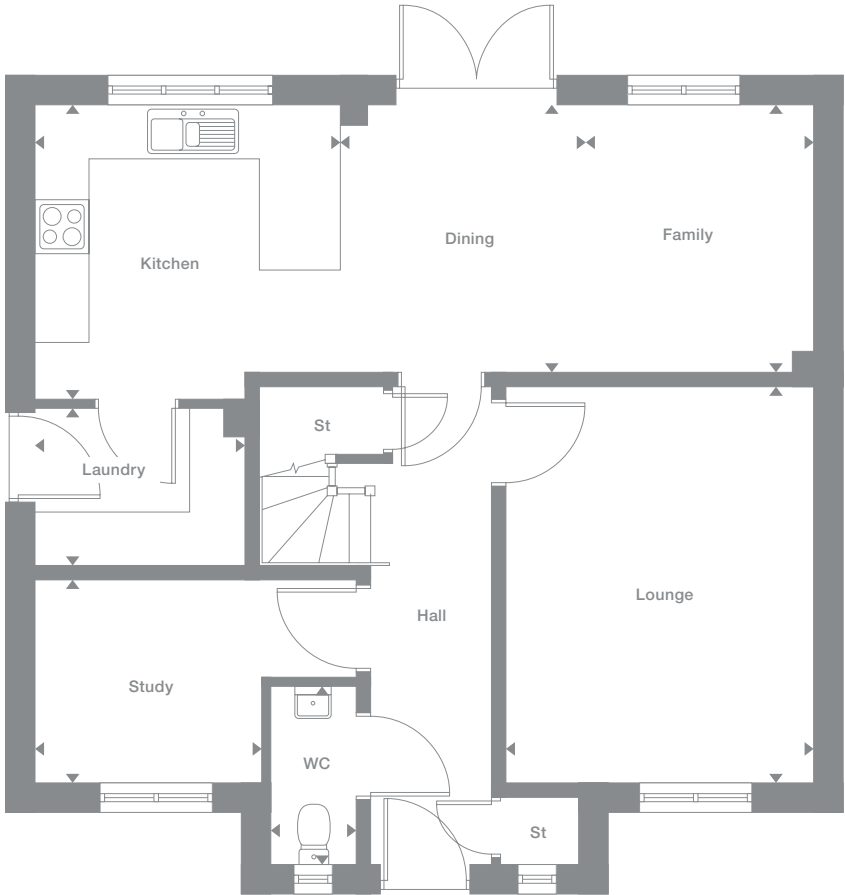 Dining
Family
Kitchen
St
Laundry
Lounge
Hall
Study
WC
St